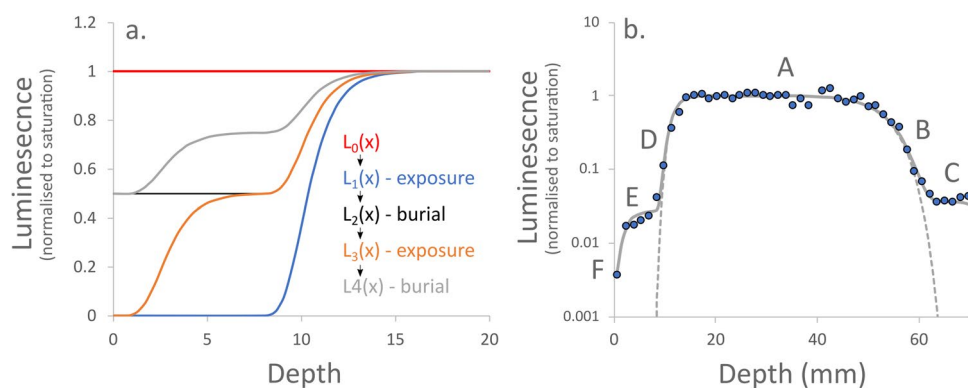 a.
Luminesecnce
(normalised to saturation)
1.2
1
0.8
0.6
0.4
0.2
0
0
5
10
15
20
Depth
L0(x)
L1(x) - exposure
L2(x) - burial
L3(x) - exposure
L4(x) - burial
b.
Luminesecnce
(normalised to saturation)
10
1
0.1
0.01
0.001
0
20
40
60
Depth (mm)
A
B
C
D
E
F